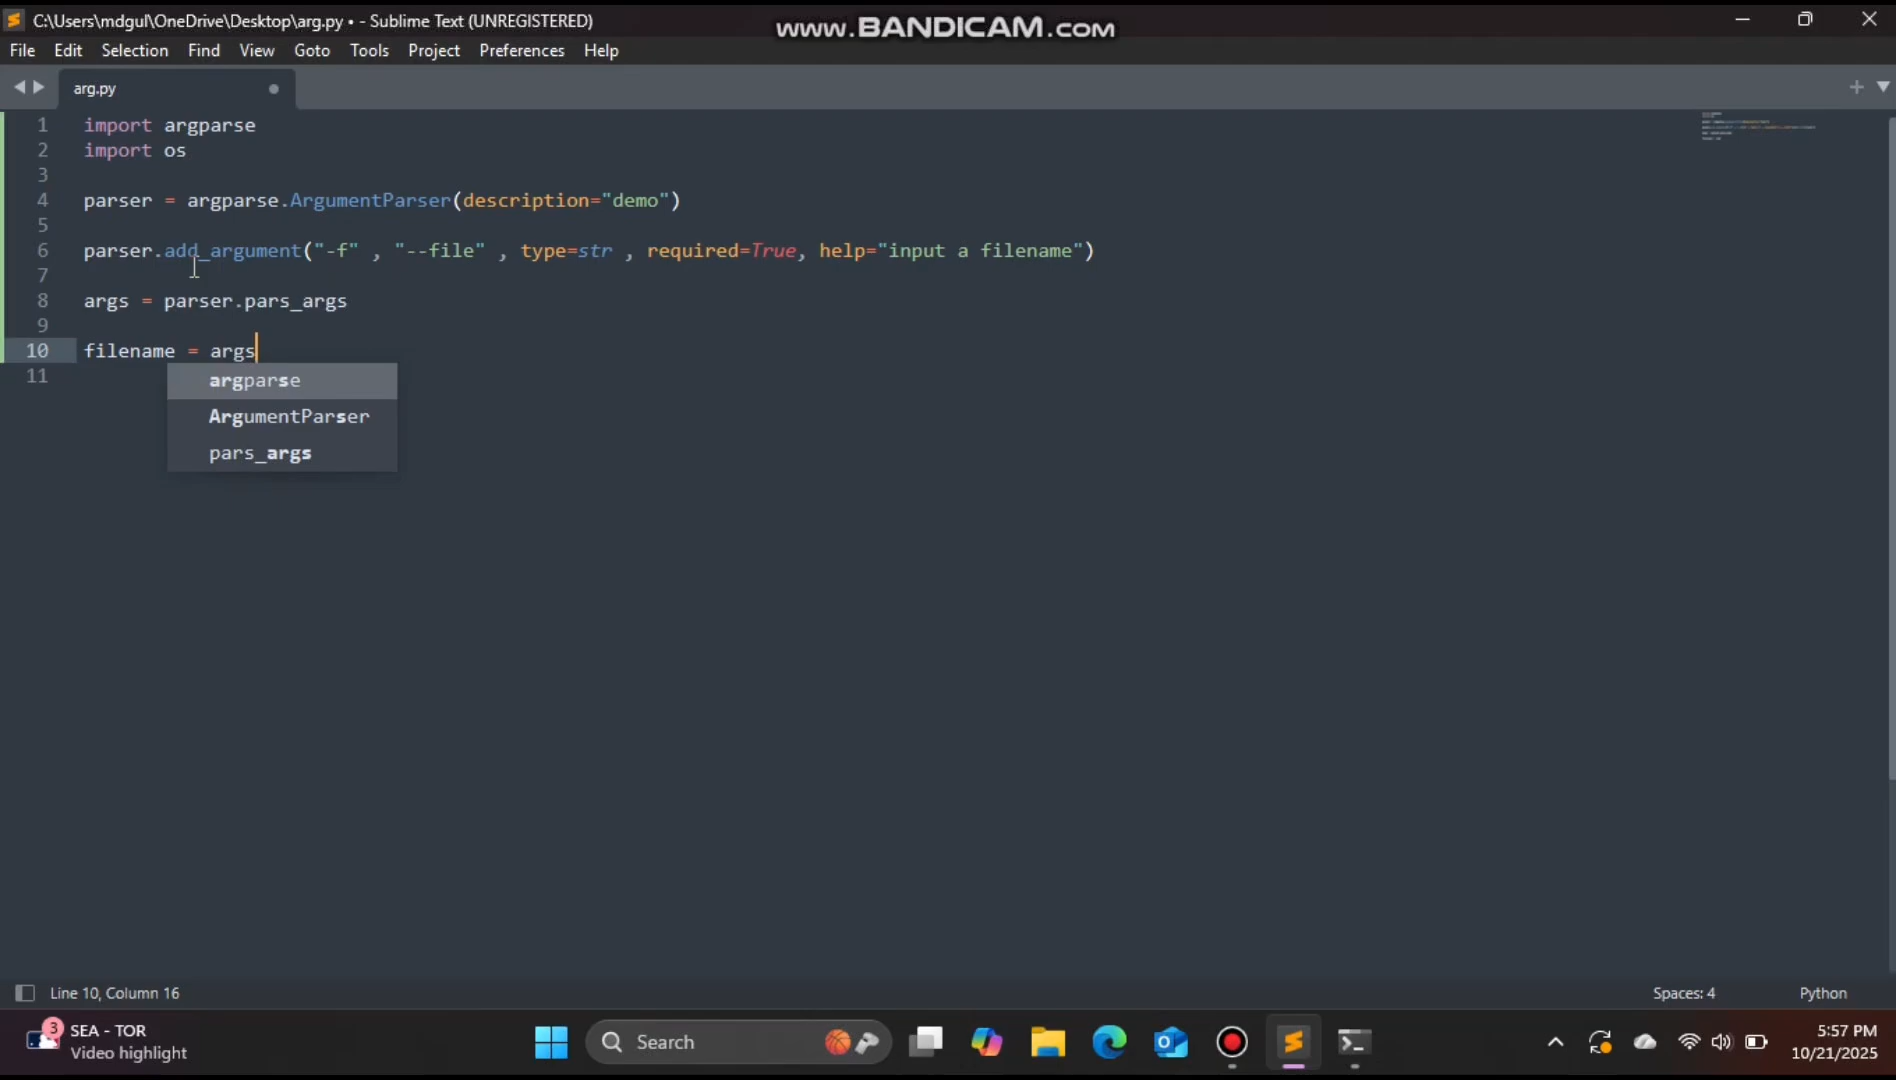 C:\Users\mdgul\OneDrive\Desktop\arg.py • - Sublime Text (UNREGISTERED)
www.BANDICAM.com
File Edit Selection Find View Goto Tools Project Preferences Help
arg.py
1 import argparse
2 import os
3
4 parser = argparse.ArgumentParser(description="demo")
5
6 parser.add_argument("-f" , "--file" , type=str , required=True, help="input a filename")
7
8 args = parser.pars_args
9
10 filename = args
11
argparse
ArgumentParser
pars_args
Line 10, Column 16
Spaces: 4
Python
3
SEA - TOR
Video highlight
Search
5:57 PM
10/21/2025